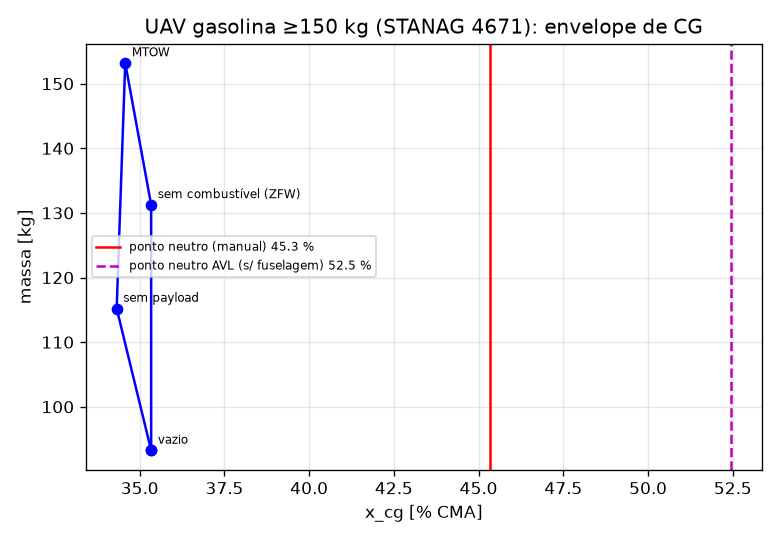 UAV gasolina ≥150 kg (STANAG 4671): envelope de CG
MTOW
sem combustível (ZFW)
ponto neutro (manual) 45.3 %
ponto neutro AVL (s/ fuselagem) 52.5 %
sem payload
vazio
massa [kg]
150
140
130
120
110
100
35.0 37.5 40.0 42.5 45.0 47.5 50.0 52.5
x_cg [% CMA]